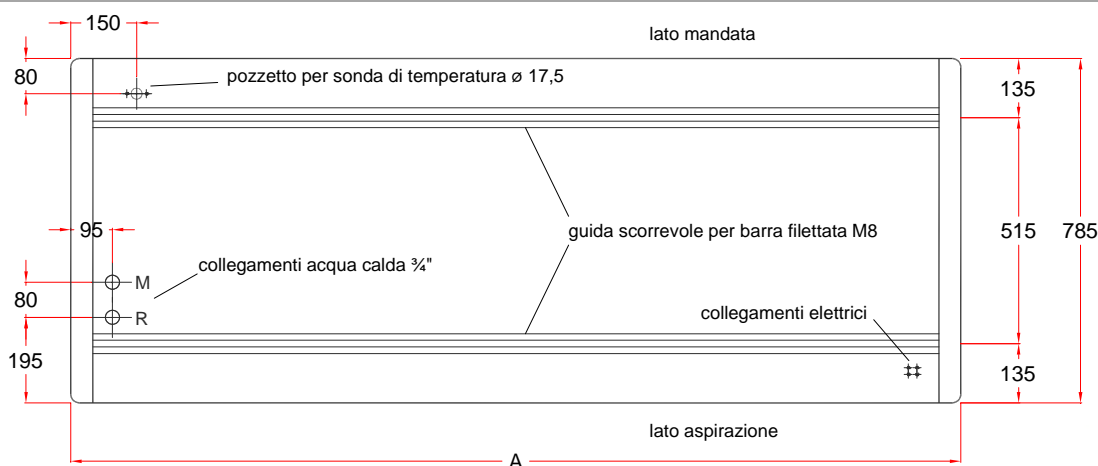 150
lato mandata
80
pozzetto per sonda di temperatura ø 17,5
135
95
guida scorrevole per barra filettata M8
515
785
collegamenti acqua calda ¾"
M
80
R
collegamenti elettrici
195
135
lato aspirazione
A